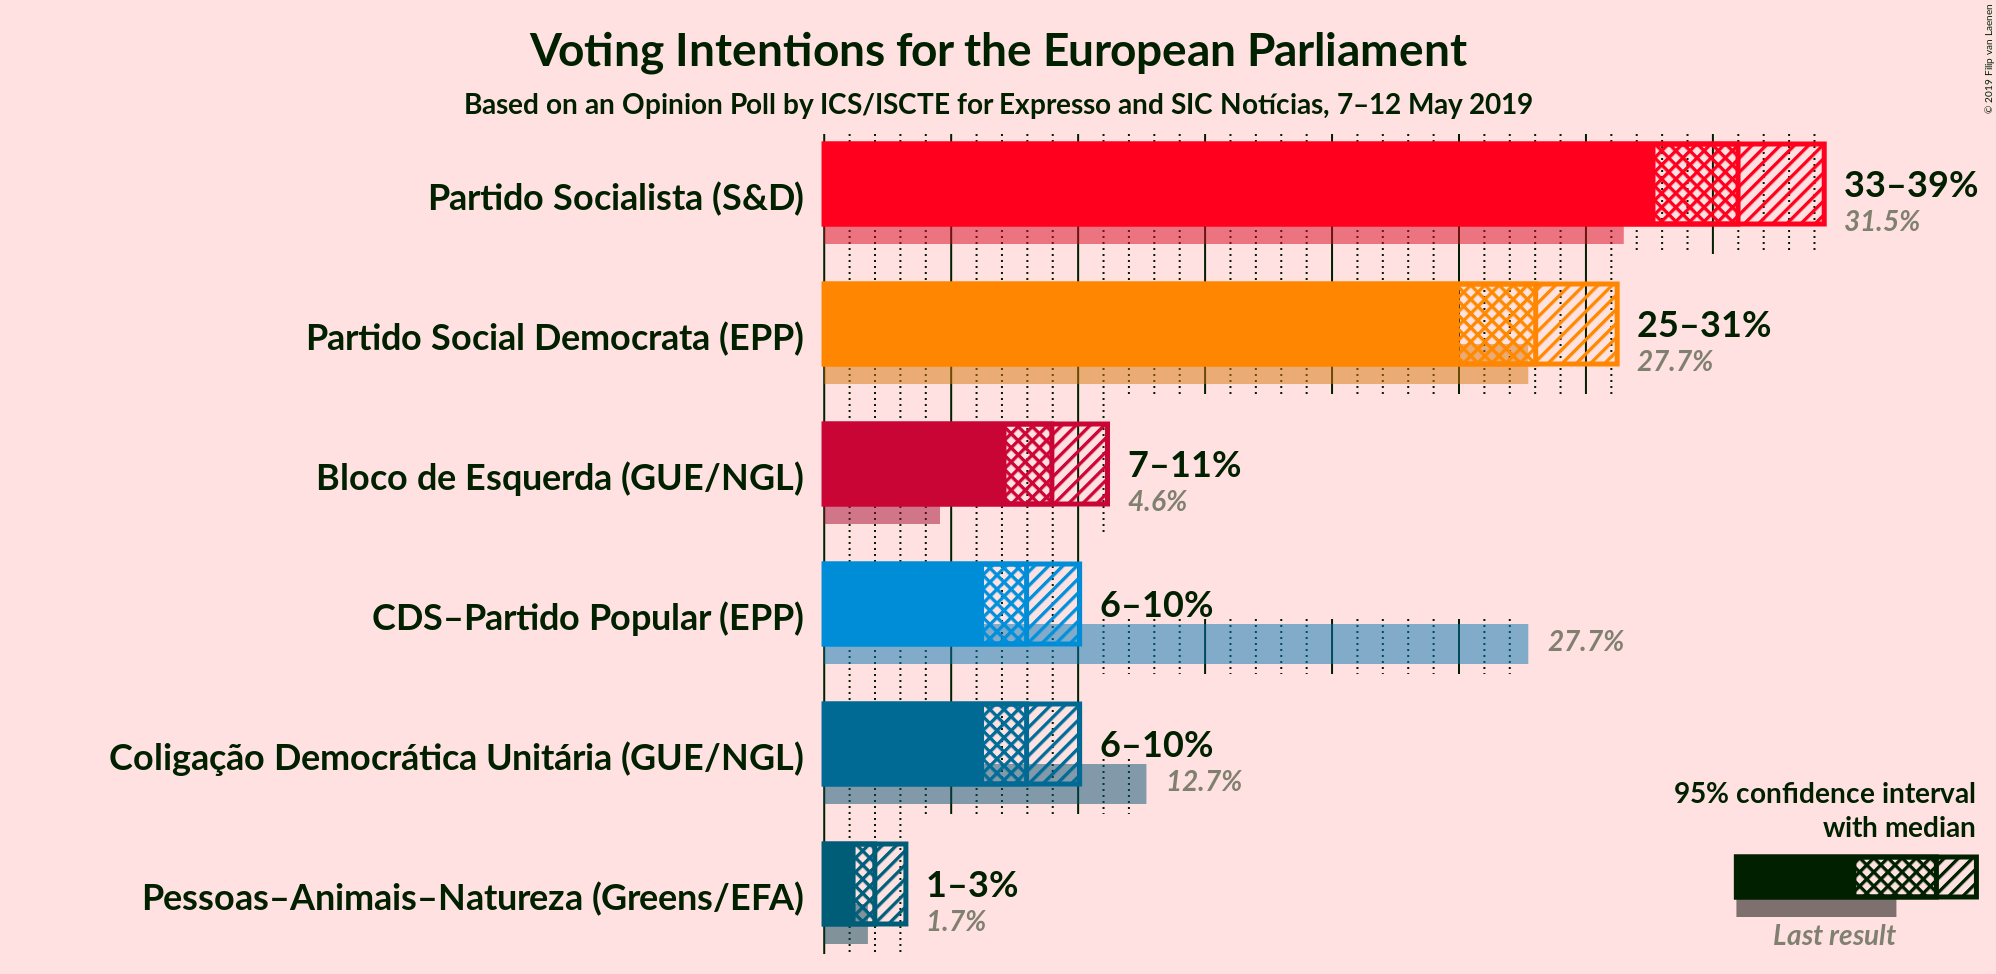 Voting Intentions for the European Parliament
Based on an Opinion Poll by ICS/ISCTE for Expresso and SIC Notícias, 7–12 May 2019
© 2019 Filip van Laenen
Partido Socialista (S&D)
33–39%
31.5%
Partido Social Democrata (EPP)
25–31%
27.7%
Bloco de Esquerda (GUE/NGL)
7–11%
4.6%
CDS–Partido Popular (EPP)
6–10%
27.7%
Coligação Democrática Unitária (GUE/NGL)
6–10%
12.7%
Pessoas–Animais–Natureza (Greens/EFA)
1–3%
1.7%
95% confidence interval
with median
Last result